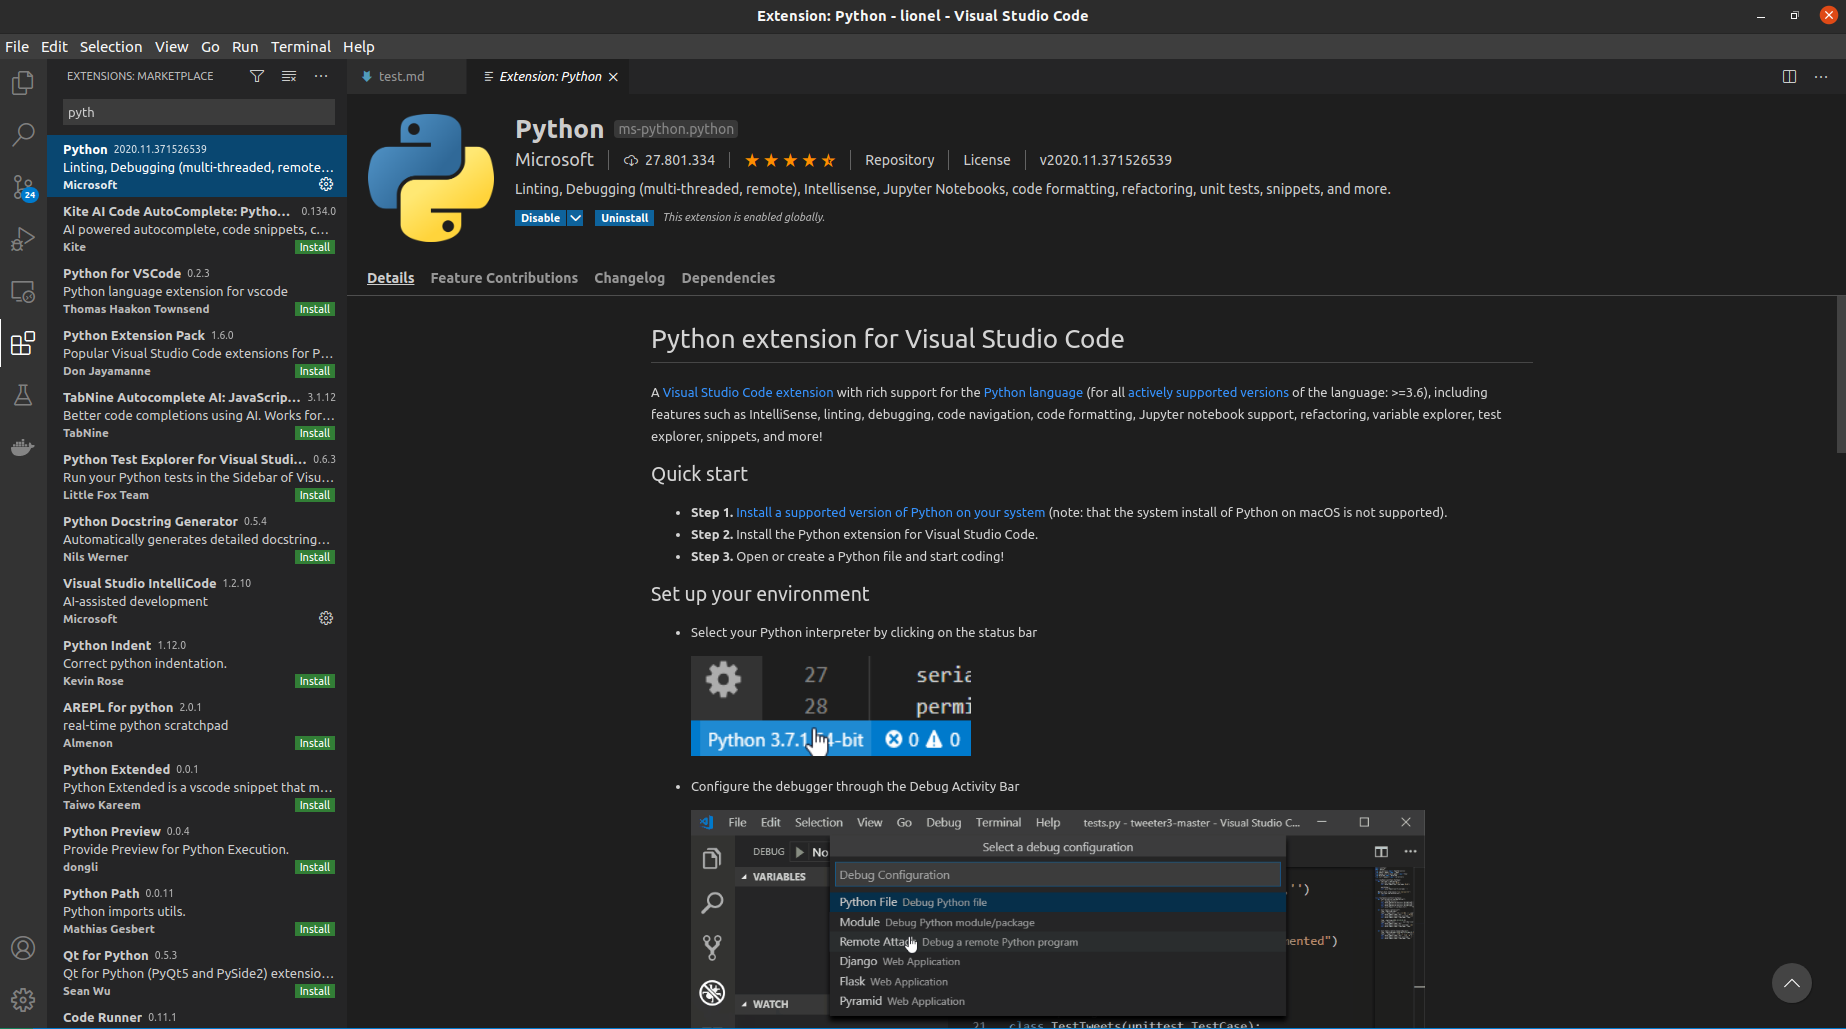 Extension: Python - lionel - Visual Studio Code
File Edit Selection View Go Run Terminal Help
EXTENSIONS: MARKETPLACE
pyth
Python 2020.11.371526539
Linting, Debugging (multi-threaded, remote...
Microsoft
Kite AI Code AutoComplete: Pytho... 0.134.0
AI powered autocomplete, code snippets, c...
Kite Install
Python for VSCode 0.2.3
Python language extension for vscode
Thomas Haakon Townsend Install
Python Extension Pack 1.6.0
Popular Visual Studio Code extensions for P...
Don Jayamanne Install
TabNine Autocomplete AI: JavaScrip... 3.1.12
Better code completions using AI. Works for...
TabNine Install
Python Test Explorer for Visual Studi... 0.6.3
Run your Python tests in the Sidebar of Visu...
Little Fox Team Install
Python Docstring Generator 0.5.4
Automatically generates detailed docstring...
Nils Werner Install
Visual Studio IntelliCode 1.2.10
AI-assisted development
Microsoft
Python Indent 1.12.0
Correct python indentation.
Kevin Rose Install
AREPL for python 2.0.1
real-time python scratchpad
Almenon Install
Python Extended 0.0.1
Python Extended is a vscode snippet that m...
Taiwo Kareem Install
Python Preview 0.0.4
Provide Preview for Python Execution.
dongli Install
Python Path 0.0.11
Python imports utils.
Mathias Gesbert Install
Qt for Python 0.5.3
Qt for Python (PyQt5 and PySide2) extensio...
Sean Wu Install
Code Runner 0.11.1
24
test.md Extension: Python
Python ms-python.python
Microsoft 27.801.334 Repository License v2020.11.371526539
Linting, Debugging (multi-threaded, remote), Intellisense, Jupyter Notebooks, code formatting, refactoring, unit tests, snippets, and more.
Disable Uninstall This extension is enabled globally.
Details Feature Contributions Changelog Dependencies
Python extension for Visual Studio Code
A Visual Studio Code extension with rich support for the Python language (for all actively supported versions of the language: >=3.6), including
features such as IntelliSense, linting, debugging, code navigation, code formatting, Jupyter notebook support, refactoring, variable explorer, test
explorer, snippets, and more!
Quick start
• Step 1. Install a supported version of Python on your system (note: that the system install of Python on macOS is not supported).
• Step 2. Install the Python extension for Visual Studio Code.
• Step 3. Open or create a Python file and start coding!
Set up your environment
• Select your Python interpreter by clicking on the status bar
27 seria
28 permi
Python 3.7.1 -bit 0 0
• Configure the debugger through the Debug Activity Bar
File Edit Selection View Go Debug Terminal Help tests.py - tweeter3-master - Visual Studio C...
Select a debug configuration
DEBUG No
Debug Configuration
VARIABLES
,'')
Python File Debug Python file
Module Debug Python module/package
Remote Attach Debug a remote Python program
mented")
Django Web Application
Flask Web Application
Pyramid Web Application
WATCH
21 class TestTweets(unittest.TestCase):